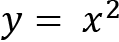 y = x²